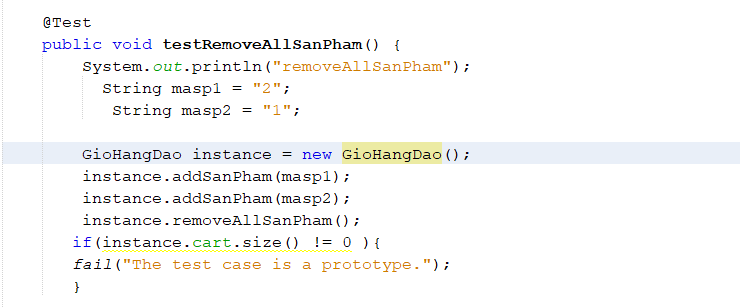 @Test
public void testRemoveAllSanPham() {
System.out.println("removeAllSanPham");
String masp1 = "2";
String masp2 = "1";
GioHangDao instance = new GioHangDao();
instance.addSanPham(masp1);
instance.addSanPham(masp2);
instance.removeAllSanPham();
if(instance.cart.size() != 0 ){
fail("The test case is a prototype.");
}